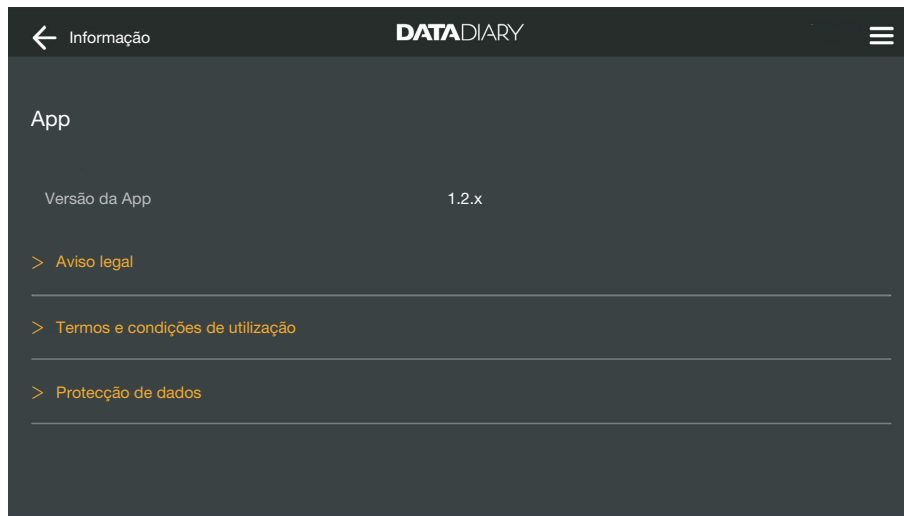 Informação
DATADIARY
App
Versão da App 1.2.x
> Aviso legal
> Termos e condições de utilização
> Protecção de dados